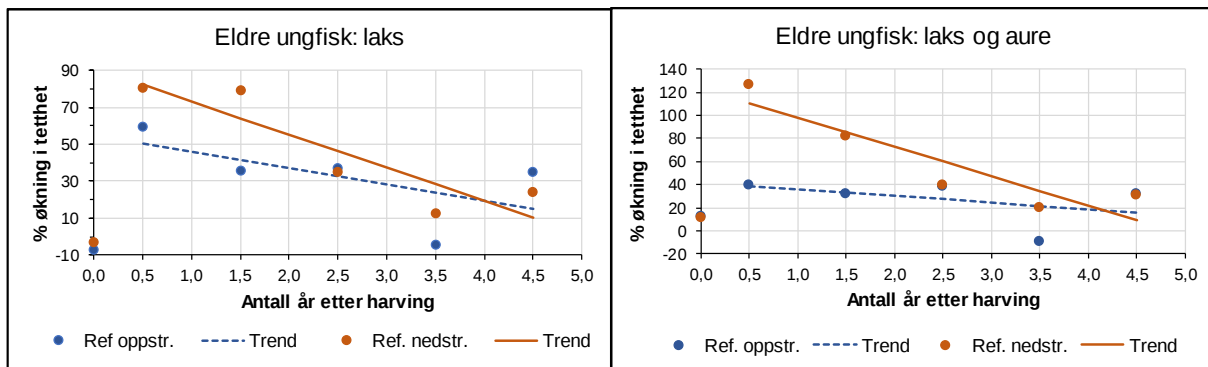 Eldre ungfisk: laks
90
70
50
30
10
-10
% økning i tetthet
0,0 0,5 1,0 1,5 2,0 2,5 3,0 3,5 4,0 4,5 5,0
Antall år etter harving
Ref oppstr. Trend Ref. nedstr. Trend
Eldre ungfisk: laks og aure
140
120
100
80
60
40
20
0
-20
% økning i tetthet
0,0 0,5 1,0 1,5 2,0 2,5 3,0 3,5 4,0 4,5 5,0
Antall år etter harving
Ref. oppstr. Trend Ref. nedstr. Trend